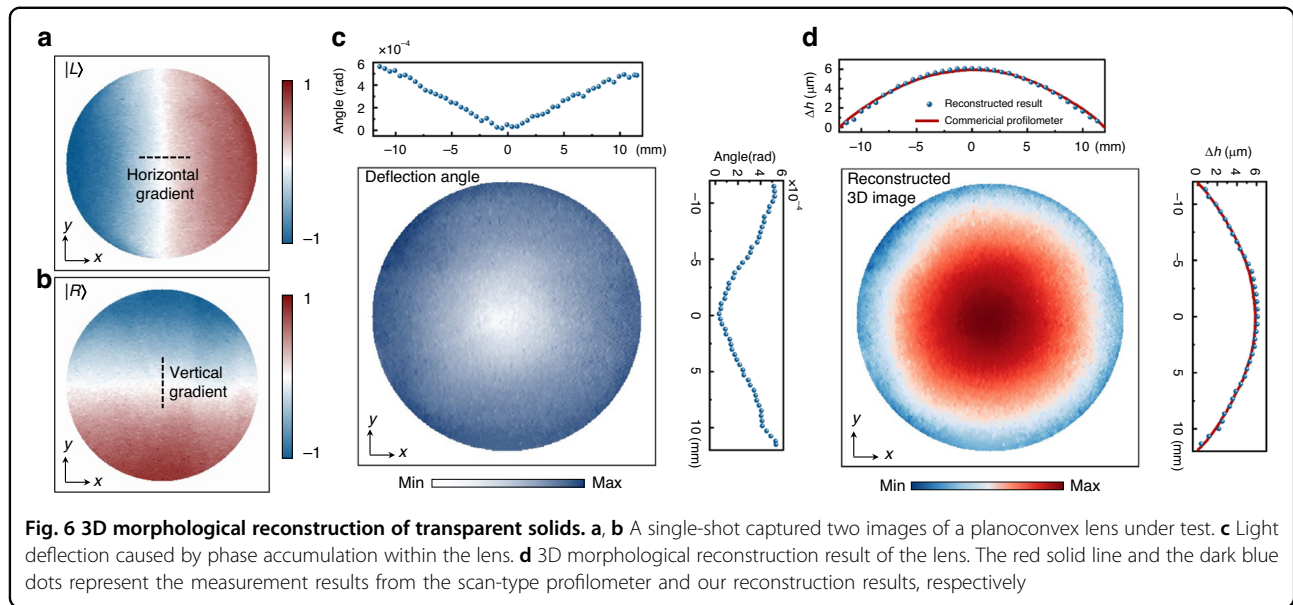 a
|L⟩
1
Horizontal
gradient
y
x
−1
b
|R⟩
1
Vertical
gradient
y
x
−1
c
×10⁻⁴
Angle (rad)
6
4
2
0
−10
−5
0
5
10 (mm)
Deflection angle
y
x
Min
Max
Angle(rad)
0 2 4 6
×10⁻⁴
−10
−5
0
5
10 (mm)
d
Δh (μm)
6
4
2
0
Reconstructed result
Commericial profilometer
−10
−5
0
5
10 (mm)
Reconstructed
3D image
y
x
Min
Max
Δh (μm)
0 2 4 6
−10
−5
0
5
10 (mm)
Fig. 6 3D morphological reconstruction of transparent solids. a, b A single-shot captured two images of a planoconvex lens under test. c Light
deflection caused by phase accumulation within the lens. d 3D morphological reconstruction result of the lens. The red solid line and the dark blue
dots represent the measurement results from the scan-type profilometer and our reconstruction results, respectively